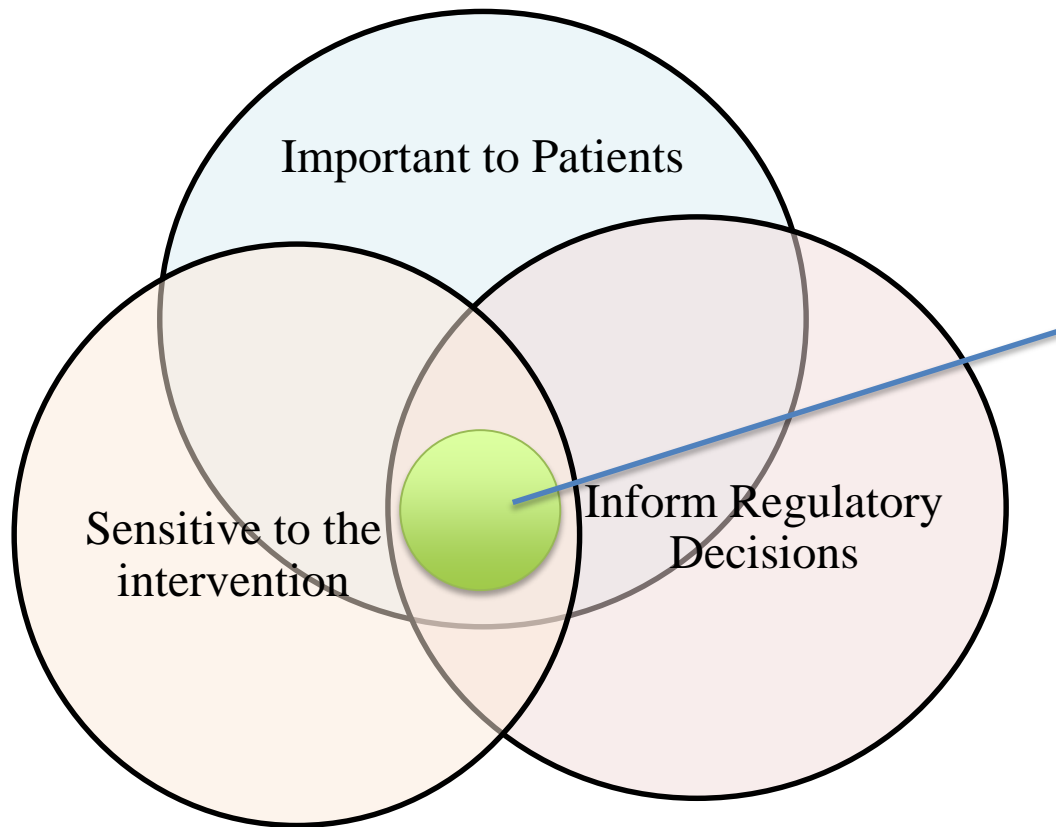 Important to Patients
Sensitive to the
intervention
Inform Regulatory
Decisions